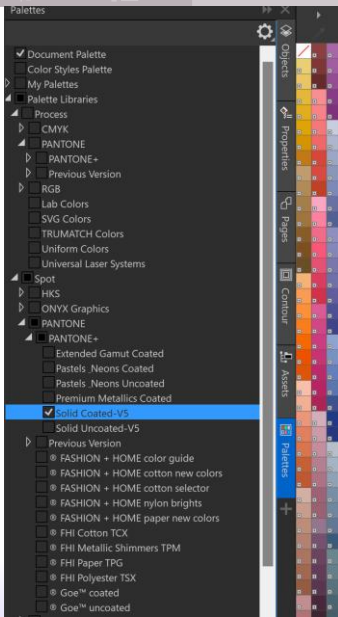 Palettes
Document Palette
Color Styles Palette
My Palettes
Palette Libraries
Process
CMYK
PANTONE
PANTONE+
Previous Version
RGB
Lab Colors
SVG Colors
TRUMATCH Colors
Uniform Colors
Universal Laser Systems
Spot
HKS
ONYX Graphics
PANTONE
PANTONE+
Extended Gamut Coated
Pastels_Neons Coated
Pastels_Neons Uncoated
Premium Metallics Coated
Solid Coated-V5
Solid Uncoated-V5
Previous Version
® FASHION + HOME color guide
® FASHION + HOME cotton new colors
® FASHION + HOME cotton selector
® FASHION + HOME nylon brights
® FASHION + HOME paper new colors
® FHI Cotton TCX
® FHI Metallic Shimmers TPM
® FHI Paper TPG
® FHI Polyester TSX
® Goe™ coated
® Goe™ uncoated
Objects
Properties
Pages
Contour
Assets
Palettes